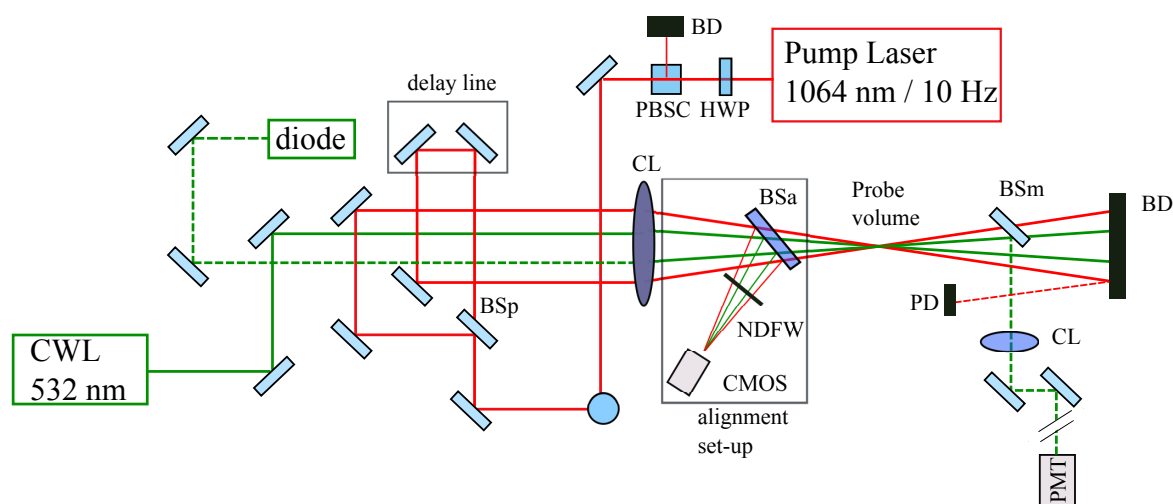 BD
Pump Laser
1064 nm / 10 Hz
PBSC
HWP
delay line
diode
CL
BSa
Probe
volume
BSm
BD
BSp
NDFW
PD
CL
CWL
532 nm
CMOS
alignment
set-up
PMT